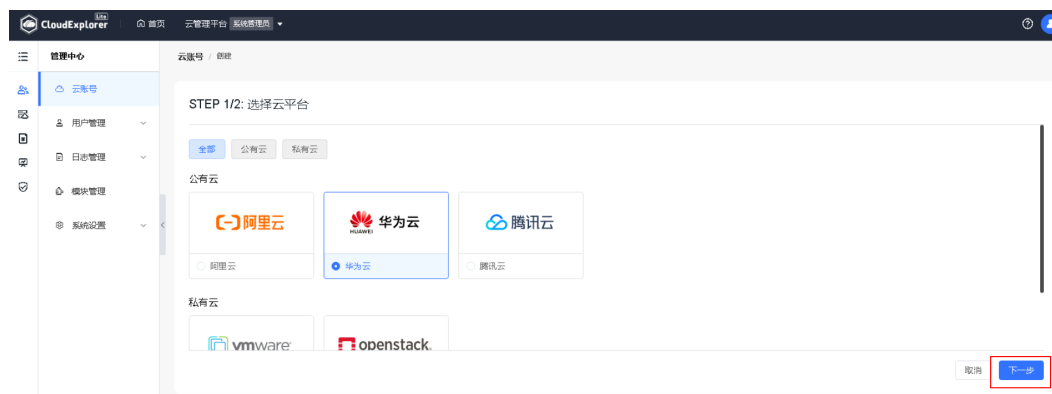 CloudExplorer Lite 首页 云管理平台 系统管理员
管理中心
云账号 / 创建
云账号
用户管理
日志管理
模块管理
系统设置
STEP 1/2: 选择云平台
全部 公有云 私有云
公有云
阿里云 HUAWEI 华为云 腾讯云
阿里云 华为云 腾讯云
私有云
vmware openstack.
取消 下一步